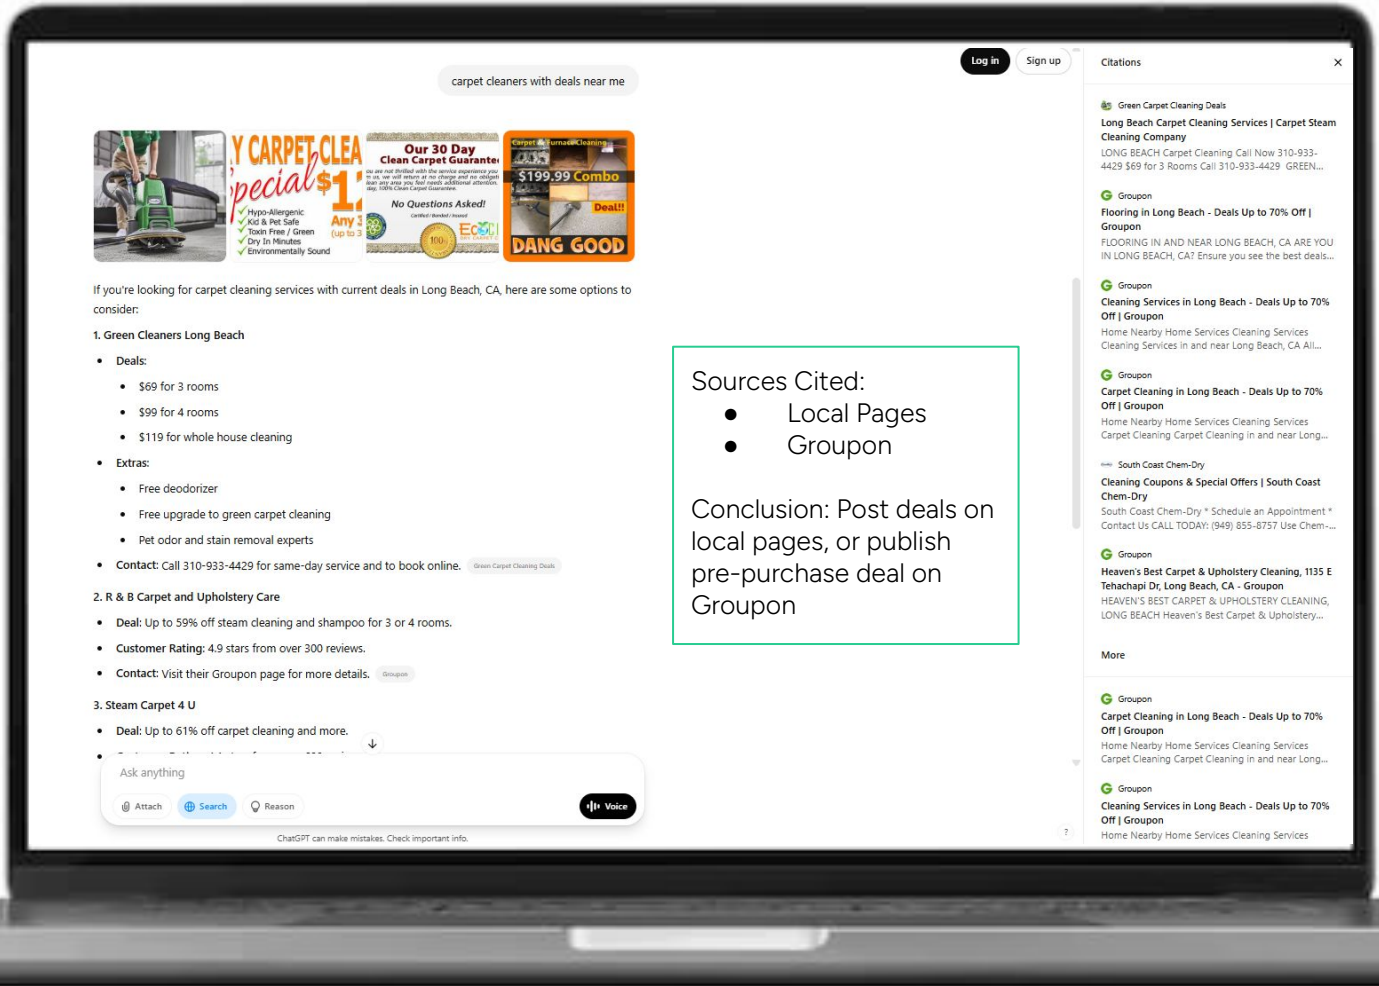 Log in
Sign up
carpet cleaners with deals near me
Y CARPET CLEA
Special $1
Hypo-Allergenic
Kid & Pet Safe
Toxin Free / Green
Dry In Minutes
Environmentally Sound
Any 3
(up to 3
Our 30 Day
Clean Carpet Guarantee
No Questions Asked!
Certified / Bonded / Insured
100%
Carpet & Furnace Cleaning
$199.99 Combo
Deal!!
DANG GOOD
If you're looking for carpet cleaning services with current deals in Long Beach, CA, here are some options to
consider:
1. Green Cleaners Long Beach
• Deals:
• $69 for 3 rooms
• $99 for 4 rooms
• $119 for whole house cleaning
• Extras:
• Free deodorizer
• Free upgrade to green carpet cleaning
• Pet odor and stain removal experts
• Contact: Call 310-933-4429 for same-day service and to book online. Green Carpet Cleaning Deals
2. R & B Carpet and Upholstery Care
• Deal: Up to 59% off steam cleaning and shampoo for 3 or 4 rooms.
• Customer Rating: 4.9 stars from over 300 reviews.
• Contact: Visit their Groupon page for more details. Groupon
3. Steam Carpet 4 U
• Deal: Up to 61% off carpet cleaning and more.
Ask anything
Attach
Search
Reason
Voice
ChatGPT can make mistakes. Check important info.
?
Sources Cited:
● Local Pages
● Groupon
Conclusion: Post deals on
local pages, or publish
pre-purchase deal on
Groupon
Citations
Green Carpet Cleaning Deals
Long Beach Carpet Cleaning Services | Carpet Steam
Cleaning Company
LONG BEACH Carpet Cleaning Call Now 310-933-
4429 $69 for 3 Rooms Call 310-933-4429 GREEN...
Groupon
Flooring in Long Beach - Deals Up to 70% Off |
Groupon
FLOORING IN AND NEAR LONG BEACH, CA ARE YOU
IN LONG BEACH, CA? Ensure you see the best deals...
Groupon
Cleaning Services in Long Beach - Deals Up to 70%
Off | Groupon
Home Nearby Home Services Cleaning Services
Cleaning Services in and near Long Beach, CA All...
Groupon
Carpet Cleaning in Long Beach - Deals Up to 70%
Off | Groupon
Home Nearby Home Services Cleaning Services
Carpet Cleaning Carpet Cleaning in and near Long...
South Coast Chem-Dry
Cleaning Coupons & Special Offers | South Coast
Chem-Dry
South Coast Chem-Dry * Schedule an Appointment *
Contact Us CALL TODAY: (949) 855-8757 Use Chem-...
Groupon
Heaven's Best Carpet & Upholstery Cleaning, 1135 E
Tehachapi Dr, Long Beach, CA - Groupon
HEAVEN'S BEST CARPET & UPHOLSTERY CLEANING,
LONG BEACH Heaven's Best Carpet & Upholstery...
More
Groupon
Carpet Cleaning in Long Beach - Deals Up to 70%
Off | Groupon
Home Nearby Home Services Cleaning Services
Carpet Cleaning Carpet Cleaning in and near Long...
Groupon
Cleaning Services in Long Beach - Deals Up to 70%
Off | Groupon
Home Nearby Home Services Cleaning Services